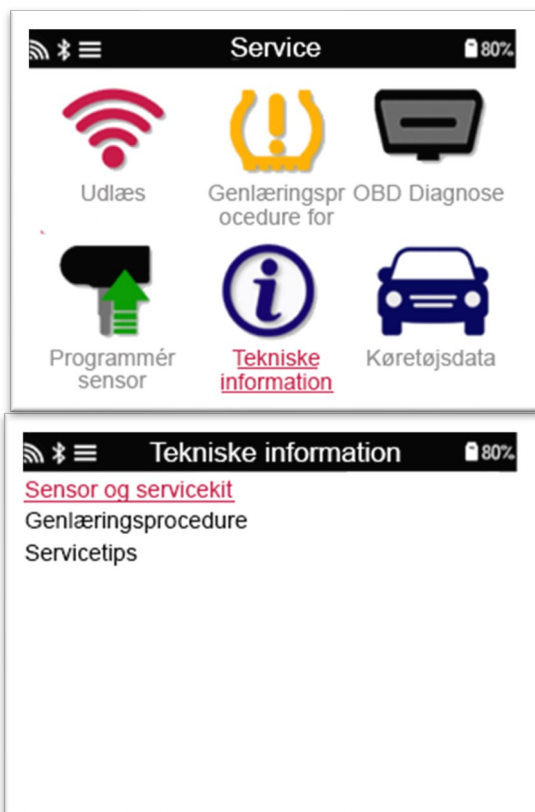 Service
80%
Udlæs
Genlæringspr
ocedure for
OBD Diagnose
Programmér
sensor
Tekniske
information
Køretøjsdata
Tekniske information
80%
Sensor og servicekit
Genlæringsprocedure
Servicetips